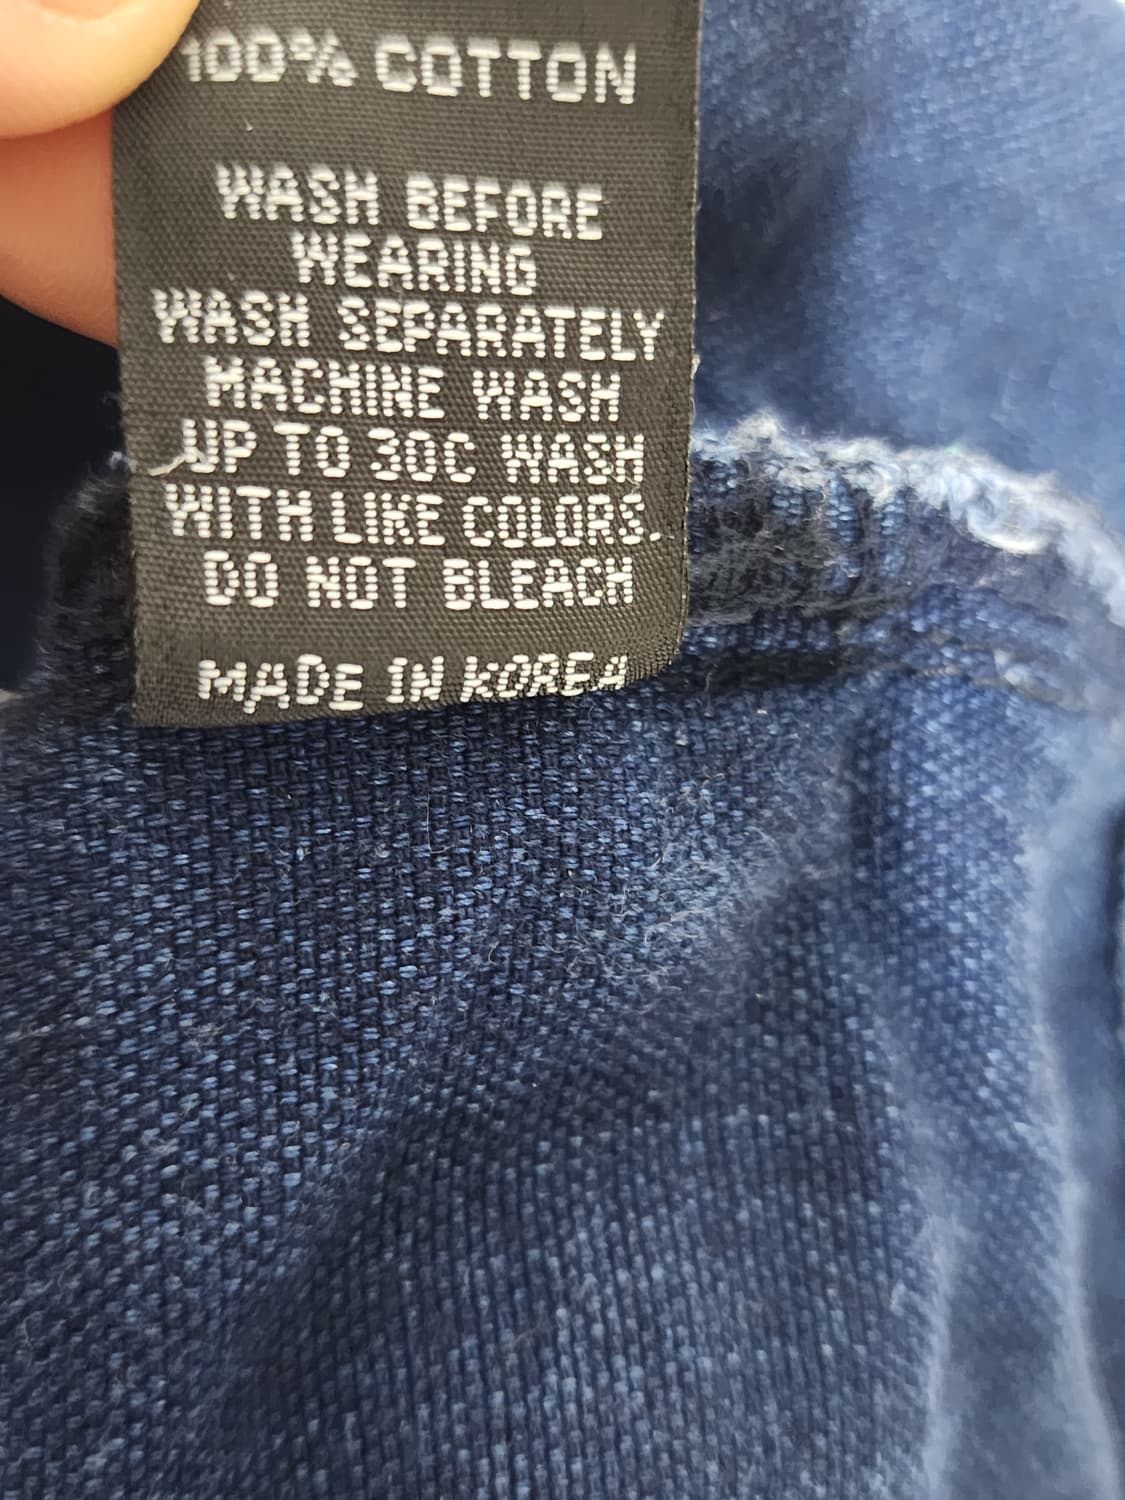 100% COTTON
WASH BEFORE
WEARING
WASH SEPARATELY
MACHINE WASH
UP TO 30C WASH
WITH LIKE COLORS.
DO NOT BLEACH
MADE IN KOREA